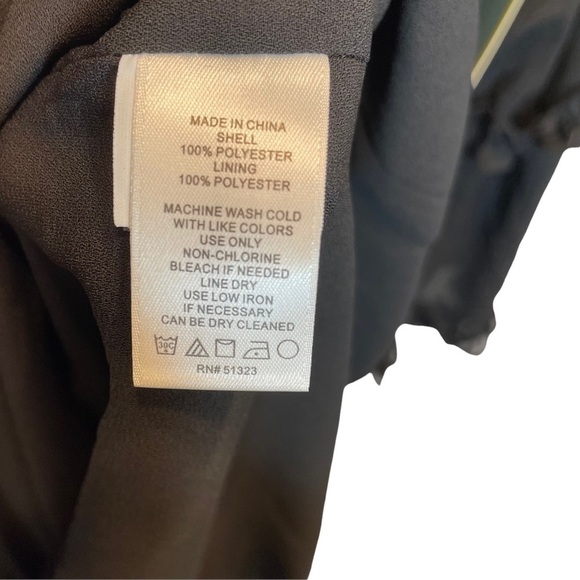 MADE IN CHINA
SHELL
100% POLYESTER
LINING
100% POLYESTER
MACHINE WASH COLD
WITH LIKE COLORS
USE ONLY
NON-CHLORINE
BLEACH IF NEEDED
LINE DRY
USE LOW IRON
IF NECESSARY
CAN BE DRY CLEANED
30C
RN# 51323